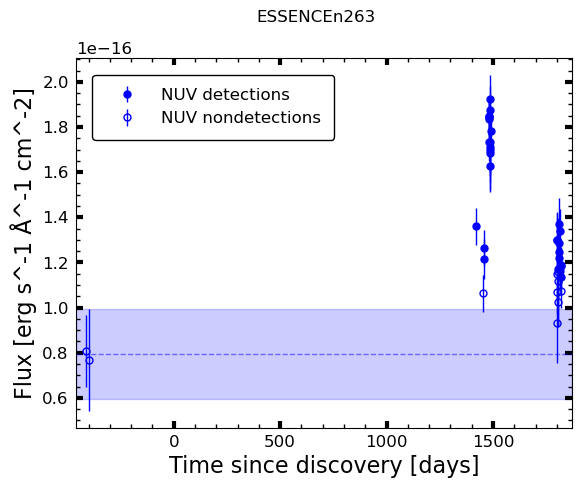 ESSENCEn263
1e−16
NUV detections
NUV nondetections
2.0
1.8
1.6
1.4
1.2
1.0
0.8
0.6
Flux [erg s^-1 Å^-1 cm^-2]
0 500 1000 1500
Time since discovery [days]